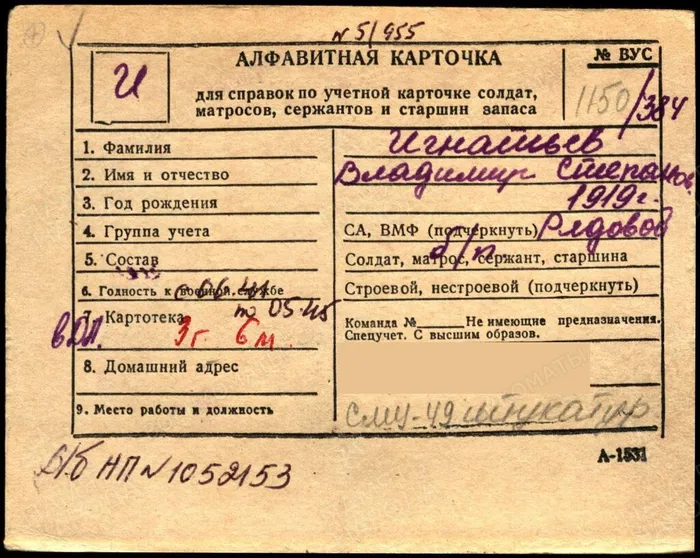 N 5/955
АЛФАВИТНАЯ КАРТОЧКА
№ ВУС
И
для справок по учетной карточке солдат,
матросов, сержантов и старшин запаса
1150/384
1. Фамилия
Игнатьев
2. Имя и отчество
Владимир Степанов.
3. Год рождения
1919г.
4. Группа учета
СА, ВМФ (подчеркнуть) Рядовой
5. Состав
б/п
Солдат, матрос, сержант, старшина
6. Годность к военной службе
с 06.41
Строевой, нестроевой (подчеркнуть)
7. Картотека
по 05.45
3г 6м.
Команда № Не имеющие предназначения.
Спецучет. С высшим образов.
8. Домашний адрес
9. Место работы и должность
СМУ-49 штукатур
А-1531
б/б НП N 1052153